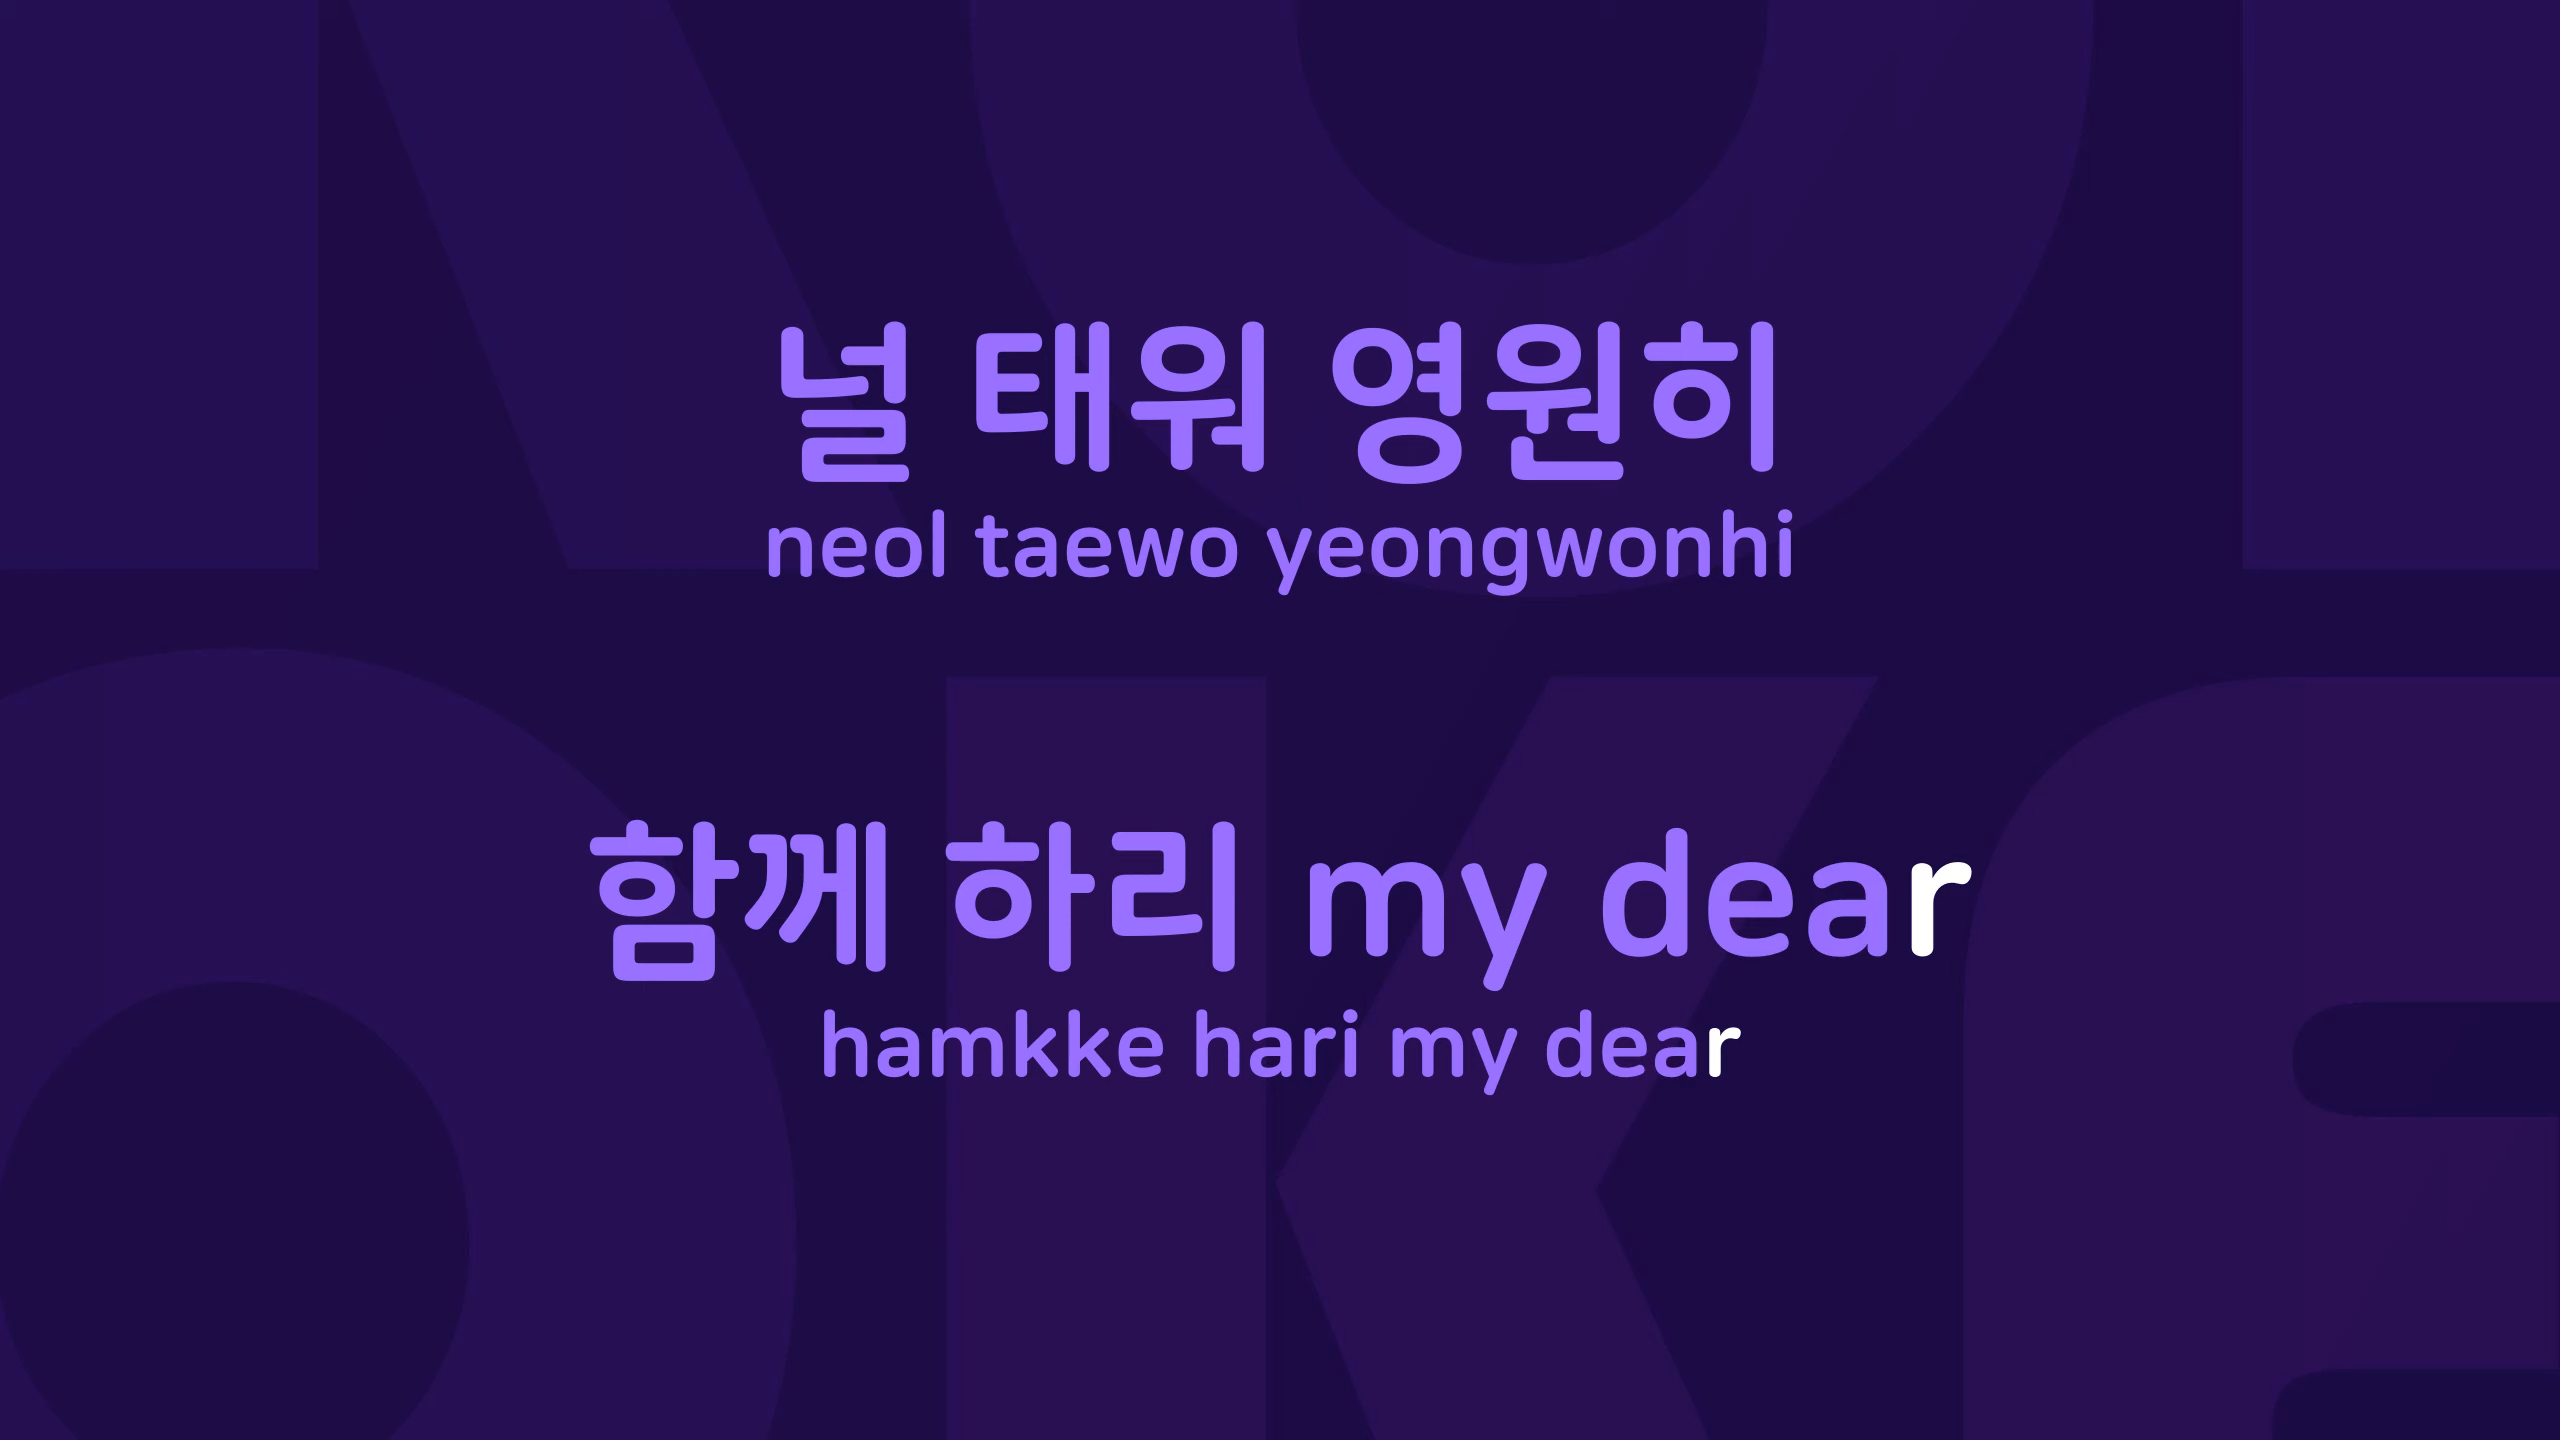 널 태워 영원히
neol taewo yeongwonhi
함께 하리 my dear
hamkke hari my dear